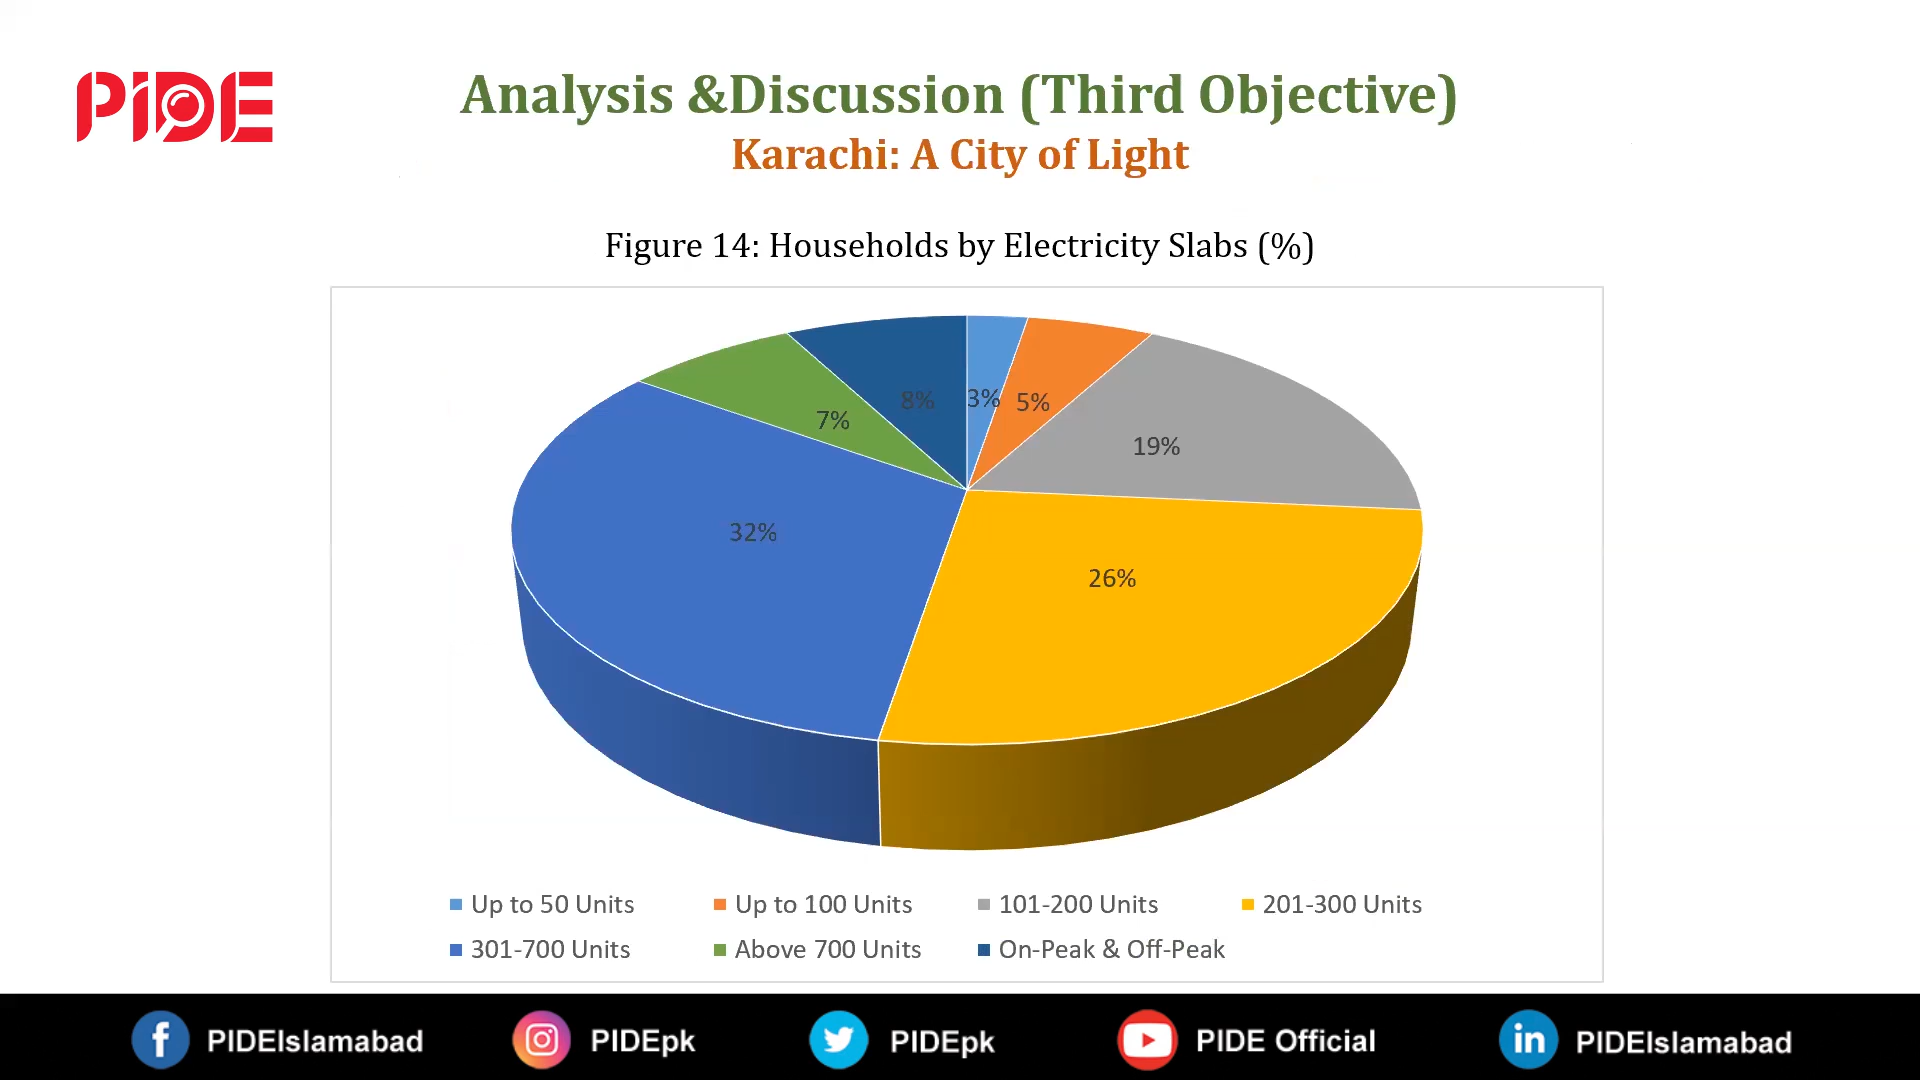 PIDE
Analysis &Discussion (Third Objective)
Karachi: A City of Light
Figure 14: Households by Electricity Slabs (%)
8% 3% 5%
7%
19%
32%
26%
Up to 50 Units Up to 100 Units 101-200 Units 201-300 Units
301-700 Units Above 700 Units On-Peak & Off-Peak
PIDEIslamabad PIDEpk PIDEpk PIDE Official PIDEIslamabad